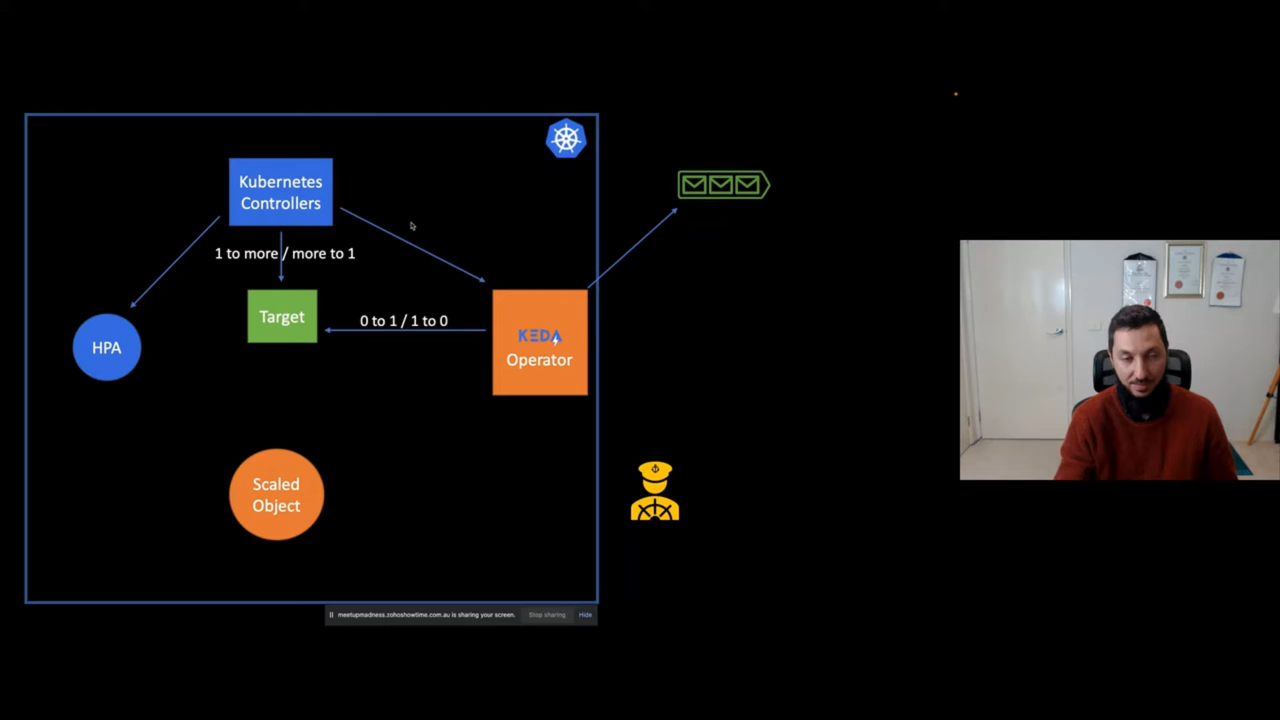 Kubernetes
Controllers
1 to more / more to 1
Target
0 to 1 / 1 to 0
HPA
KEDA
Operator
Scaled
Object
meetupmadness.zohoshowtime.com.au is sharing your screen.
Stop sharing
Hide